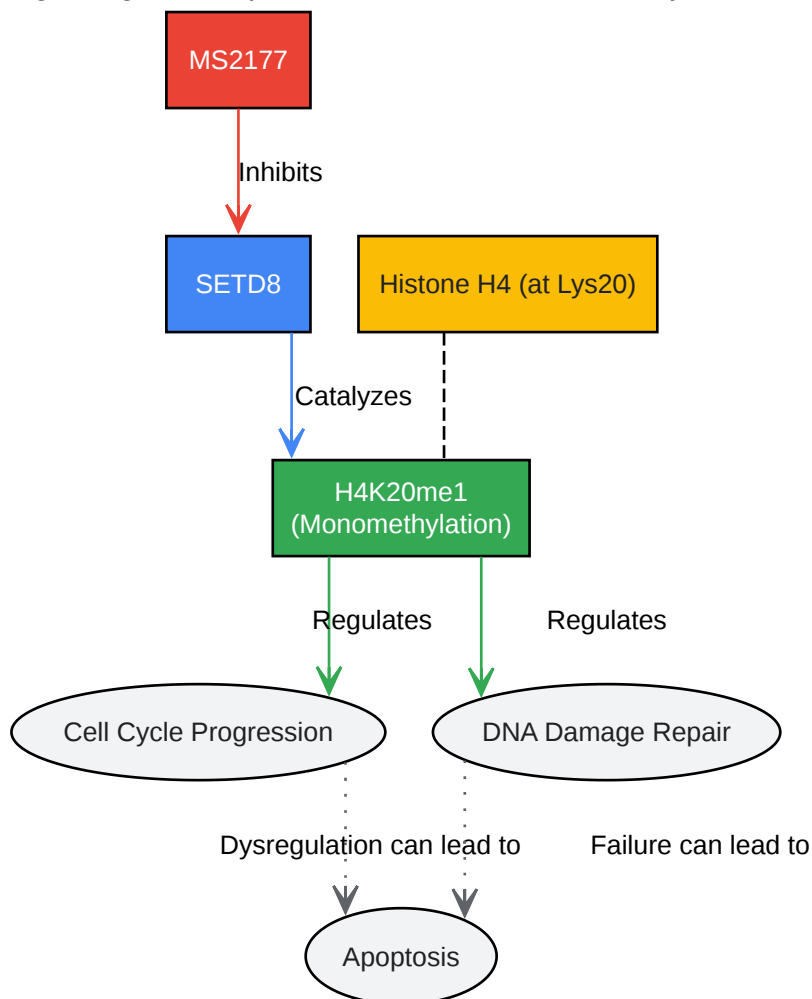 MS2177
Inhibits
SETD8
Histone H4 (at Lys20)
Catalyzes
H4K20me1
(Monomethylation)
Regulates
Regulates
Cell Cycle Progression
DNA Damage Repair
Dysregulation can lead to
Failure can lead to
Apoptosis